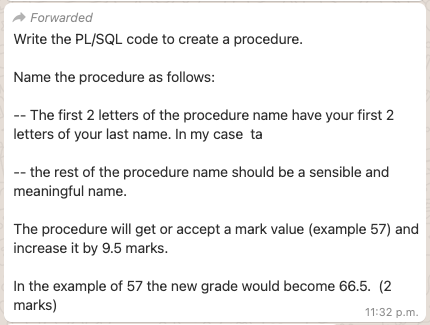 Forwarded
Write the PL/SQL code to create a procedure.
Name the procedure as follows:
-- The first 2 letters of the procedure name have your first 2
letters of your last name. In my case  ta
-- the rest of the procedure name should be a sensible and
meaningful name.
The procedure will get or accept a mark value (example 57) and
increase it by 9.5 marks.
In the example of 57 the new grade would become 66.5.  (2
marks)
11:32 p.m.